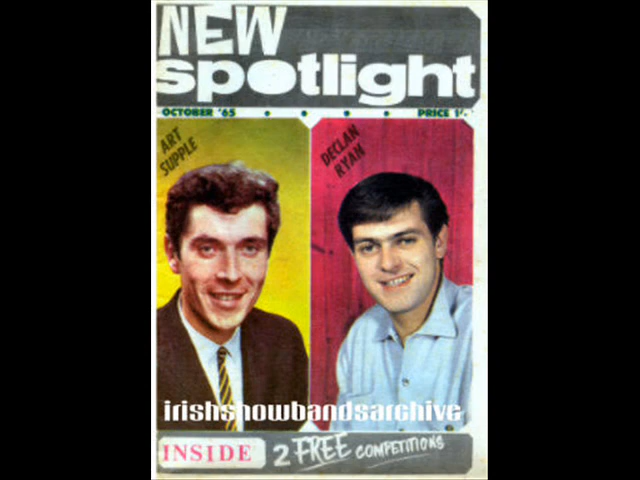 NEW
spotlight
OCTOBER '65
PRICE 1/-
ART
SUPPLE
DECLAN
RYAN
irishshowbandsarchive
INSIDE
2 FREE COMPETITIONS